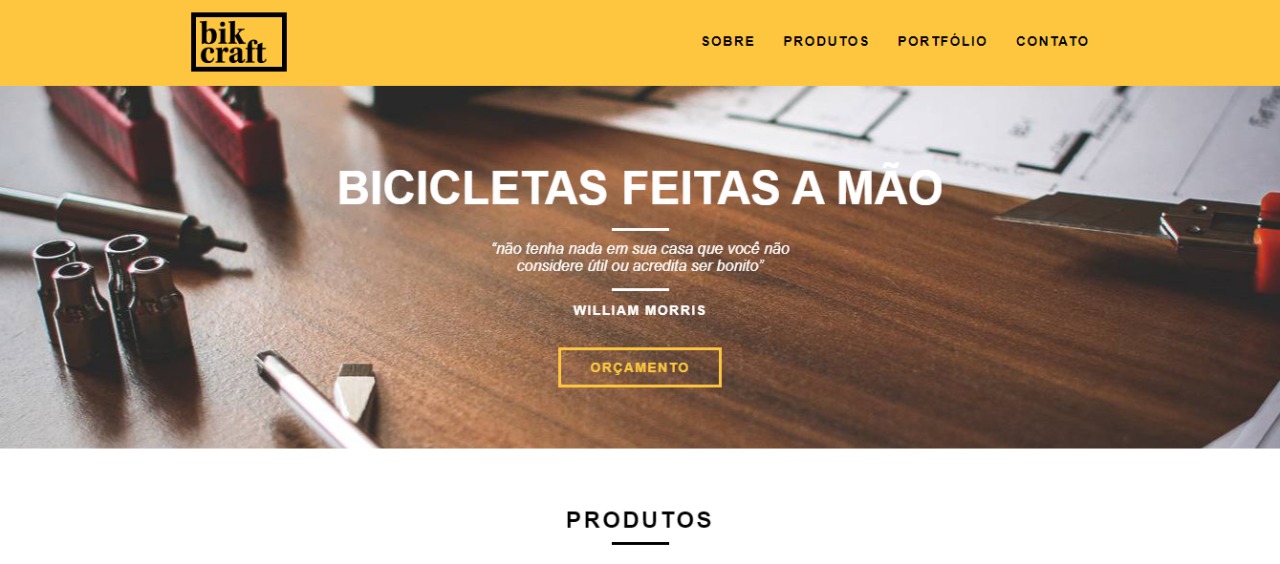 bik
craft
SOBRE PRODUTOS PORTFÓLIO CONTATO
BICICLETAS FEITAS A MÃO
“não tenha nada em sua casa que você não
considere útil ou acredita ser bonito”
WILLIAM MORRIS
ORÇAMENTO
PRODUTOS